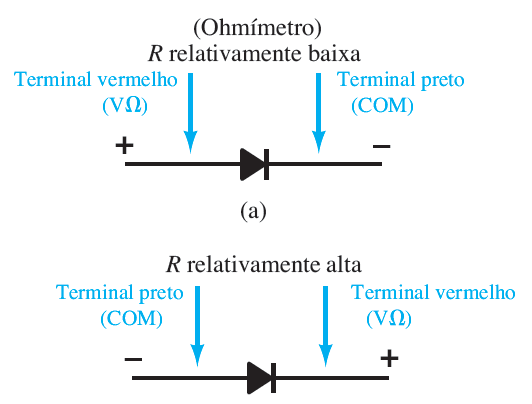 (Ohmímetro)
R relativamente baixa
Terminal vermelho
(VΩ)
Terminal preto
(COM)
+
−
(a)
R relativamente alta
Terminal preto
(COM)
Terminal vermelho
(VΩ)
−
+